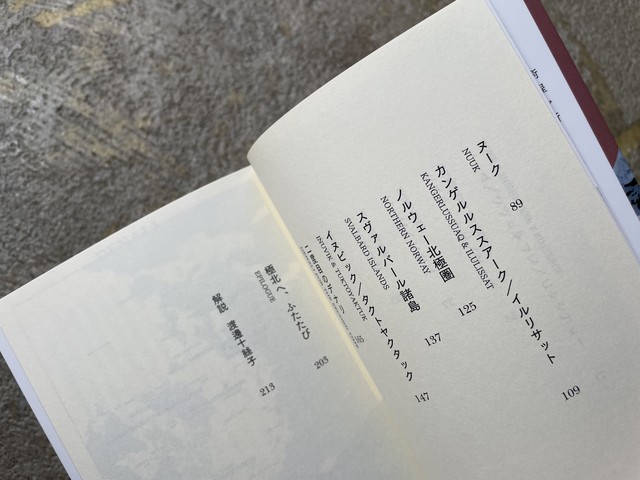 ヌーク
NUUK
89
カンゲルルススアーク／イルリサット
KANGERLUSSUAQ & ILULISSAT
109
ノルウェー北極圏
NORTHERN NORWAY
125
スヴァルバール諸島
SVALBARD ISLANDS
137
イヌビック／タクトヤクタック
INUVIK & TUKTOYAKTUK
147
極北へ、ふたたび
EPILOGUE
203
解説 渡邊十絲子
213